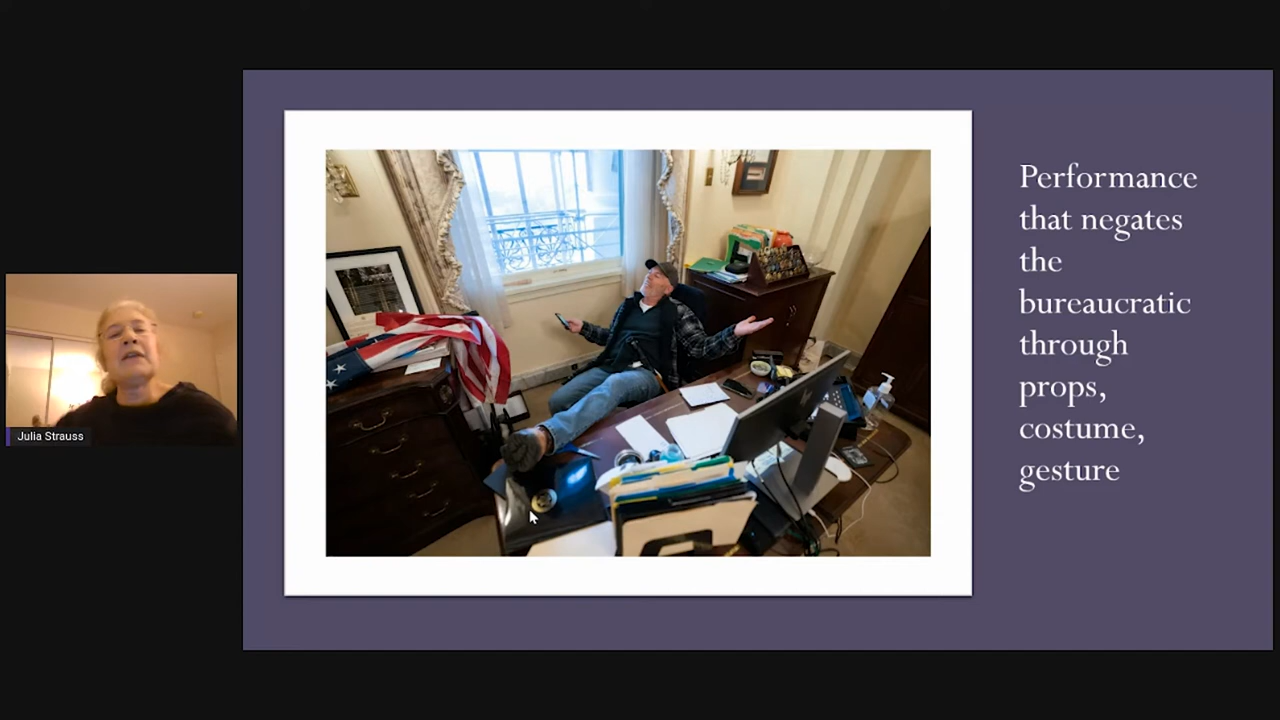 Julia Strauss
Performance
that negates
the
bureaucratic
through
props,
costume,
gesture